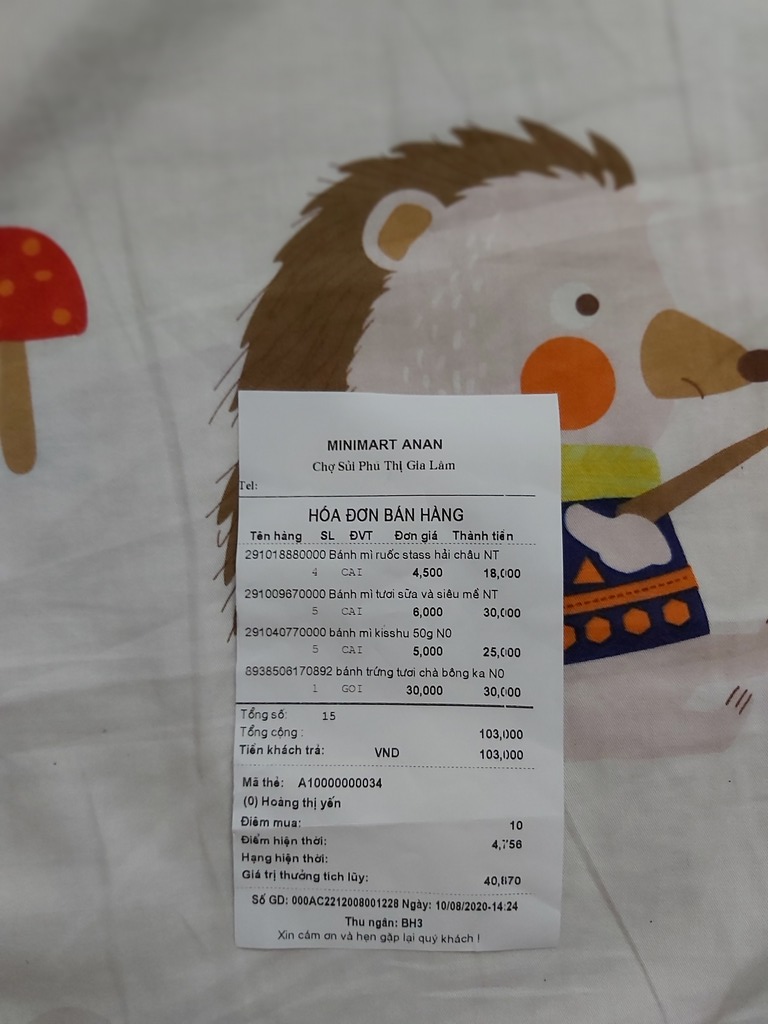 MINIMART ANAN
Chợ Sủi Phú Thị Gia Lâm
Tel:
HÓA ĐƠN BÁN HÀNG
Tên hàng SL ĐVT Đơn giá Thành tiền
291018880000 Bánh mì ruốc stass hải châu NT
4 CAI 4,500 18,000
291009670000 Bánh mì tươi sữa và siêu mề NT
5 CAI 6,000 30,000
291040770000 bánh mì kisshu 50g N0
5 CAI 5,000 25,000
8938506170892 bánh trứng tươi chà bông ka N0
1 GOI 30,000 30,000
Tổng số: 15
Tổng cộng : 103,000
Tiền khách trả: VND 103,000
Mã thẻ: A10000000034
(0) Hoàng thị yến
Điểm mua: 10
Điểm hiện thời: 4,756
Hạng hiện thời:
Giá trị thưởng tích lũy:
Số GD: 000AC2212008001228 Ngày: 10/08/2020-14:24
Thu ngân: BH3
Xin cảm ơn và hẹn gặp lại quý khách !